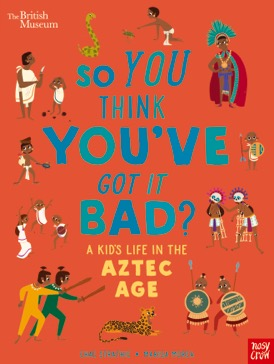 The British
Museum
SO YOU
THINK
YOU'VE
GOT IT
BAD?
A KID'S LIFE IN THE
AZTEC
AGE
nosy
crow